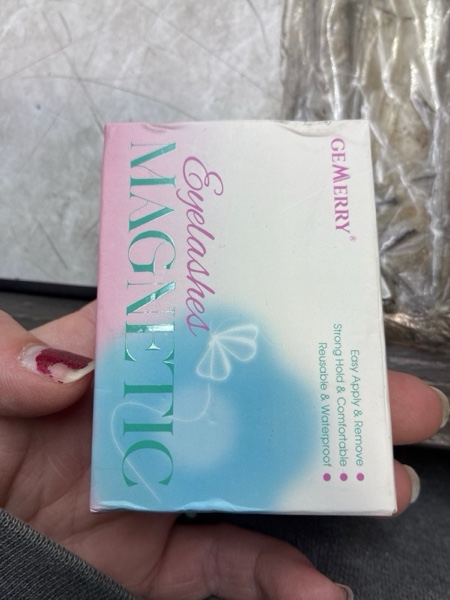 GEMERRY®
Eyelashes
MAGNETIC
Easy Apply & Remove
Strong Hold & Comfortable
Reusable & Waterproof